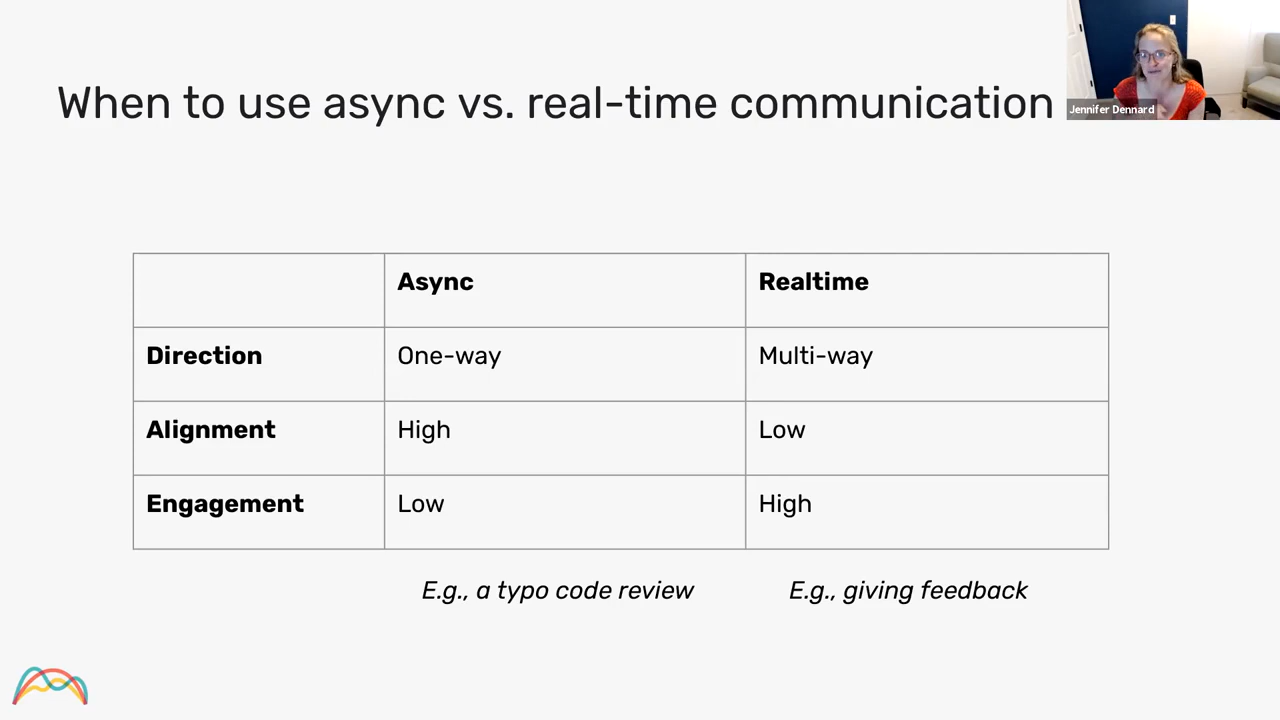 When to use async vs. real-time communication
Jennifer Dennard
Async Realtime
Direction One-way Multi-way
Alignment High Low
Engagement Low High
E.g., a typo code review E.g., giving feedback